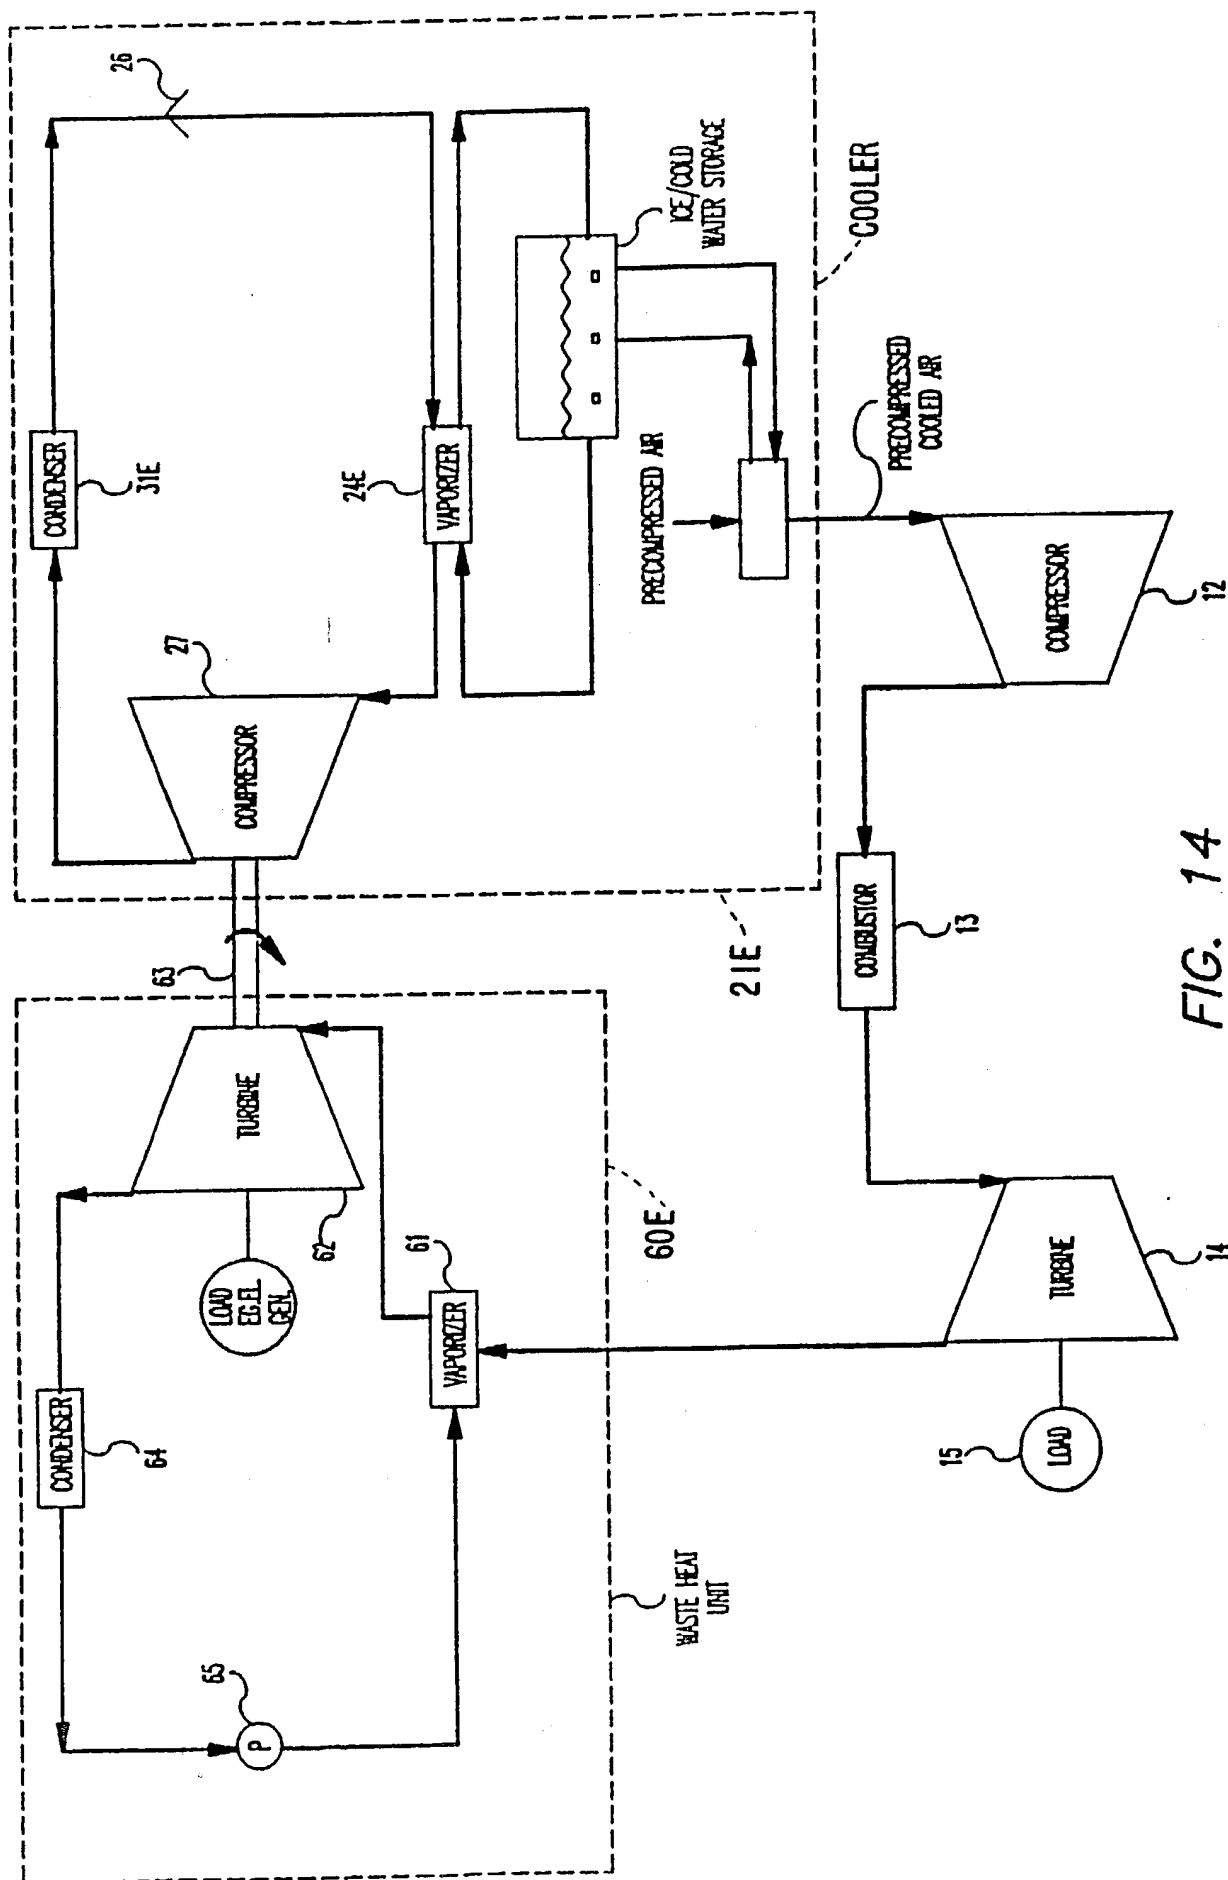 CONDENSER
CONDENSER
26
64
31E
63
65
27
LOAD
EG.EL.
GEN.
TURBINE
COMPRESSOR
P
62
24E
61
VAPORIZER
VAPORIZER
60E
PRECOMPRESSED AIR
ICE/COLD
WATER STORAGE
WASTE HEAT
UNIT
21E
COOLER
COMBUSTOR
PRECOMPRESSED
COOLED AIR
15
13
LOAD
TURBINE
COMPRESSOR
14
12
FIG. 14